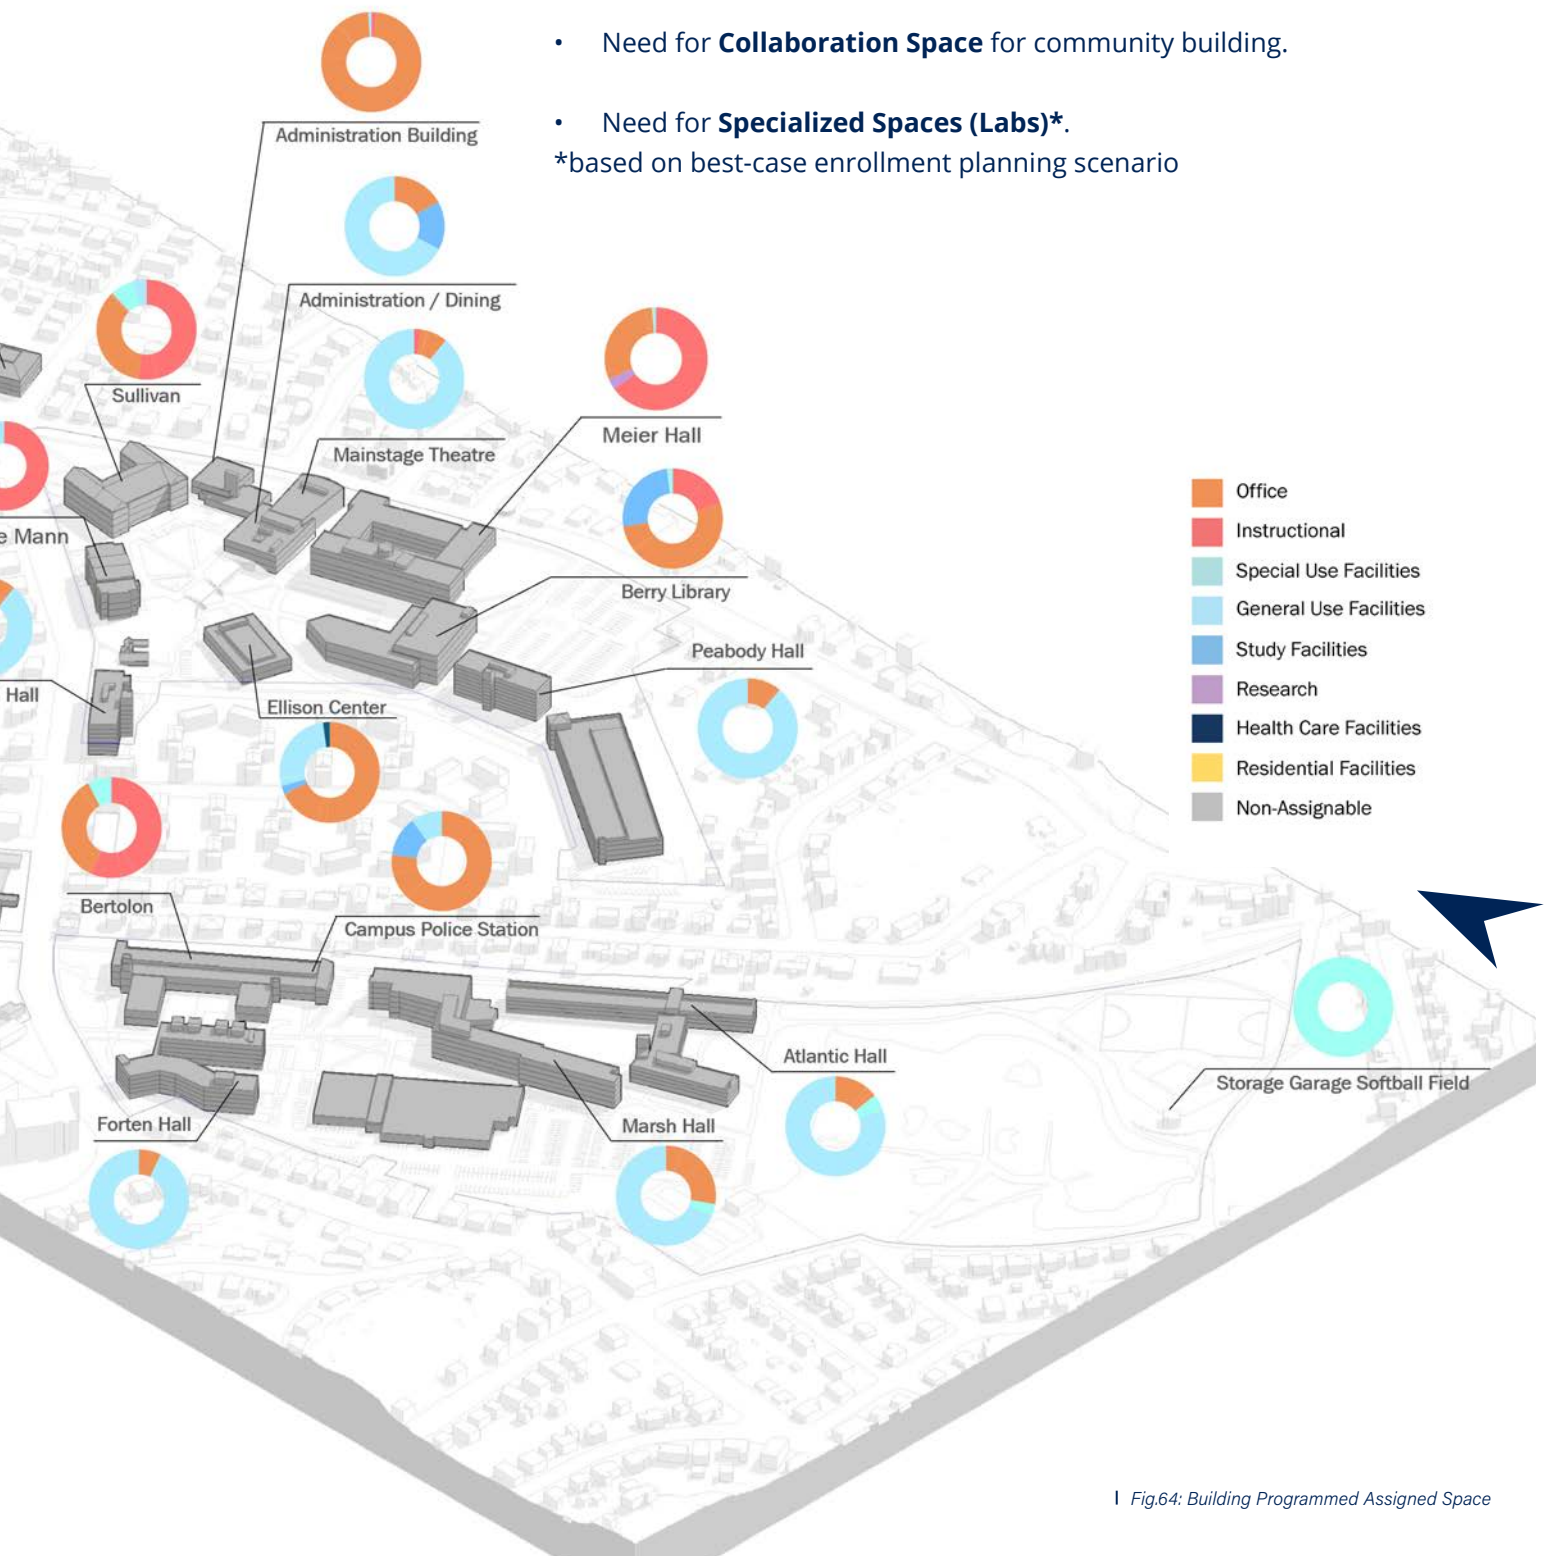 • Need for Collaboration Space for community building.
• Need for Specialized Spaces (Labs)*.
*based on best-case enrollment planning scenario
Administration Building
Administration / Dining
Sullivan
Mainstage Theatre
Meier Hall
e Mann
Berry Library
Peabody Hall
Hall
Ellison Center
Bertolon
Campus Police Station
Atlantic Hall
Storage Garage Softball Field
Forten Hall
Marsh Hall
Office
Instructional
Special Use Facilities
General Use Facilities
Study Facilities
Research
Health Care Facilities
Residential Facilities
Non-Assignable
| Fig.64: Building Programmed Assigned Space